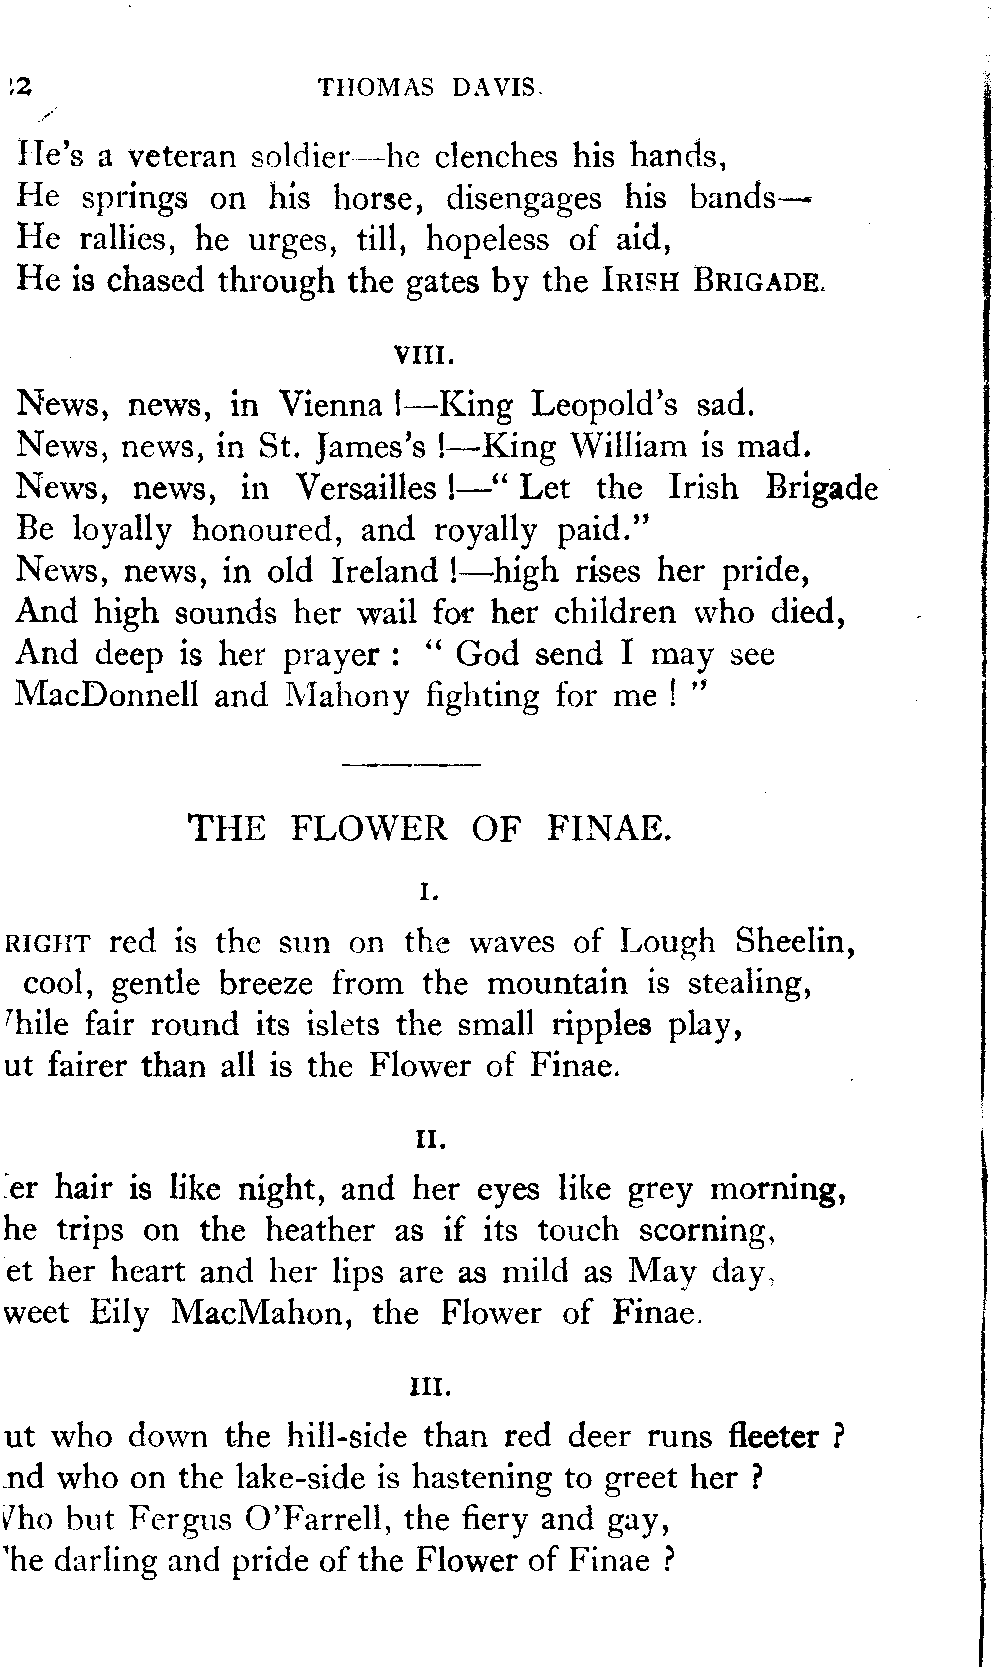 22 THOMAS DAVIS.
He's a veteran soldier—he clenches his hands,
He springs on his horse, disengages his bands—
He rallies, he urges, till, hopeless of aid,
He is chased through the gates by the IRISH BRIGADE.
VIII.
News, news, in Vienna !—King Leopold's sad.
News, news, in St. James's !—King William is mad.
News, news, in Versailles !—“ Let the Irish Brigade
Be loyally honoured, and royally paid.”
News, news, in old Ireland !—high rises her pride,
And high sounds her wail for her children who died,
And deep is her prayer : “ God send I may see
MacDonnell and Mahony fighting for me ! ”
THE FLOWER OF FINAE.
I.
RIGHT red is the sun on the waves of Lough Sheelin,
cool, gentle breeze from the mountain is stealing,
hile fair round its islets the small ripples play,
ut fairer than all is the Flower of Finae.
II.
er hair is like night, and her eyes like grey morning,
he trips on the heather as if its touch scorning,
et her heart and her lips are as mild as May day,
weet Eily MacMahon, the Flower of Finae.
III.
ut who down the hill-side than red deer runs fleeter ?
nd who on the lake-side is hastening to greet her ?
Who but Fergus O'Farrell, the fiery and gay,
he darling and pride of the Flower of Finae ?